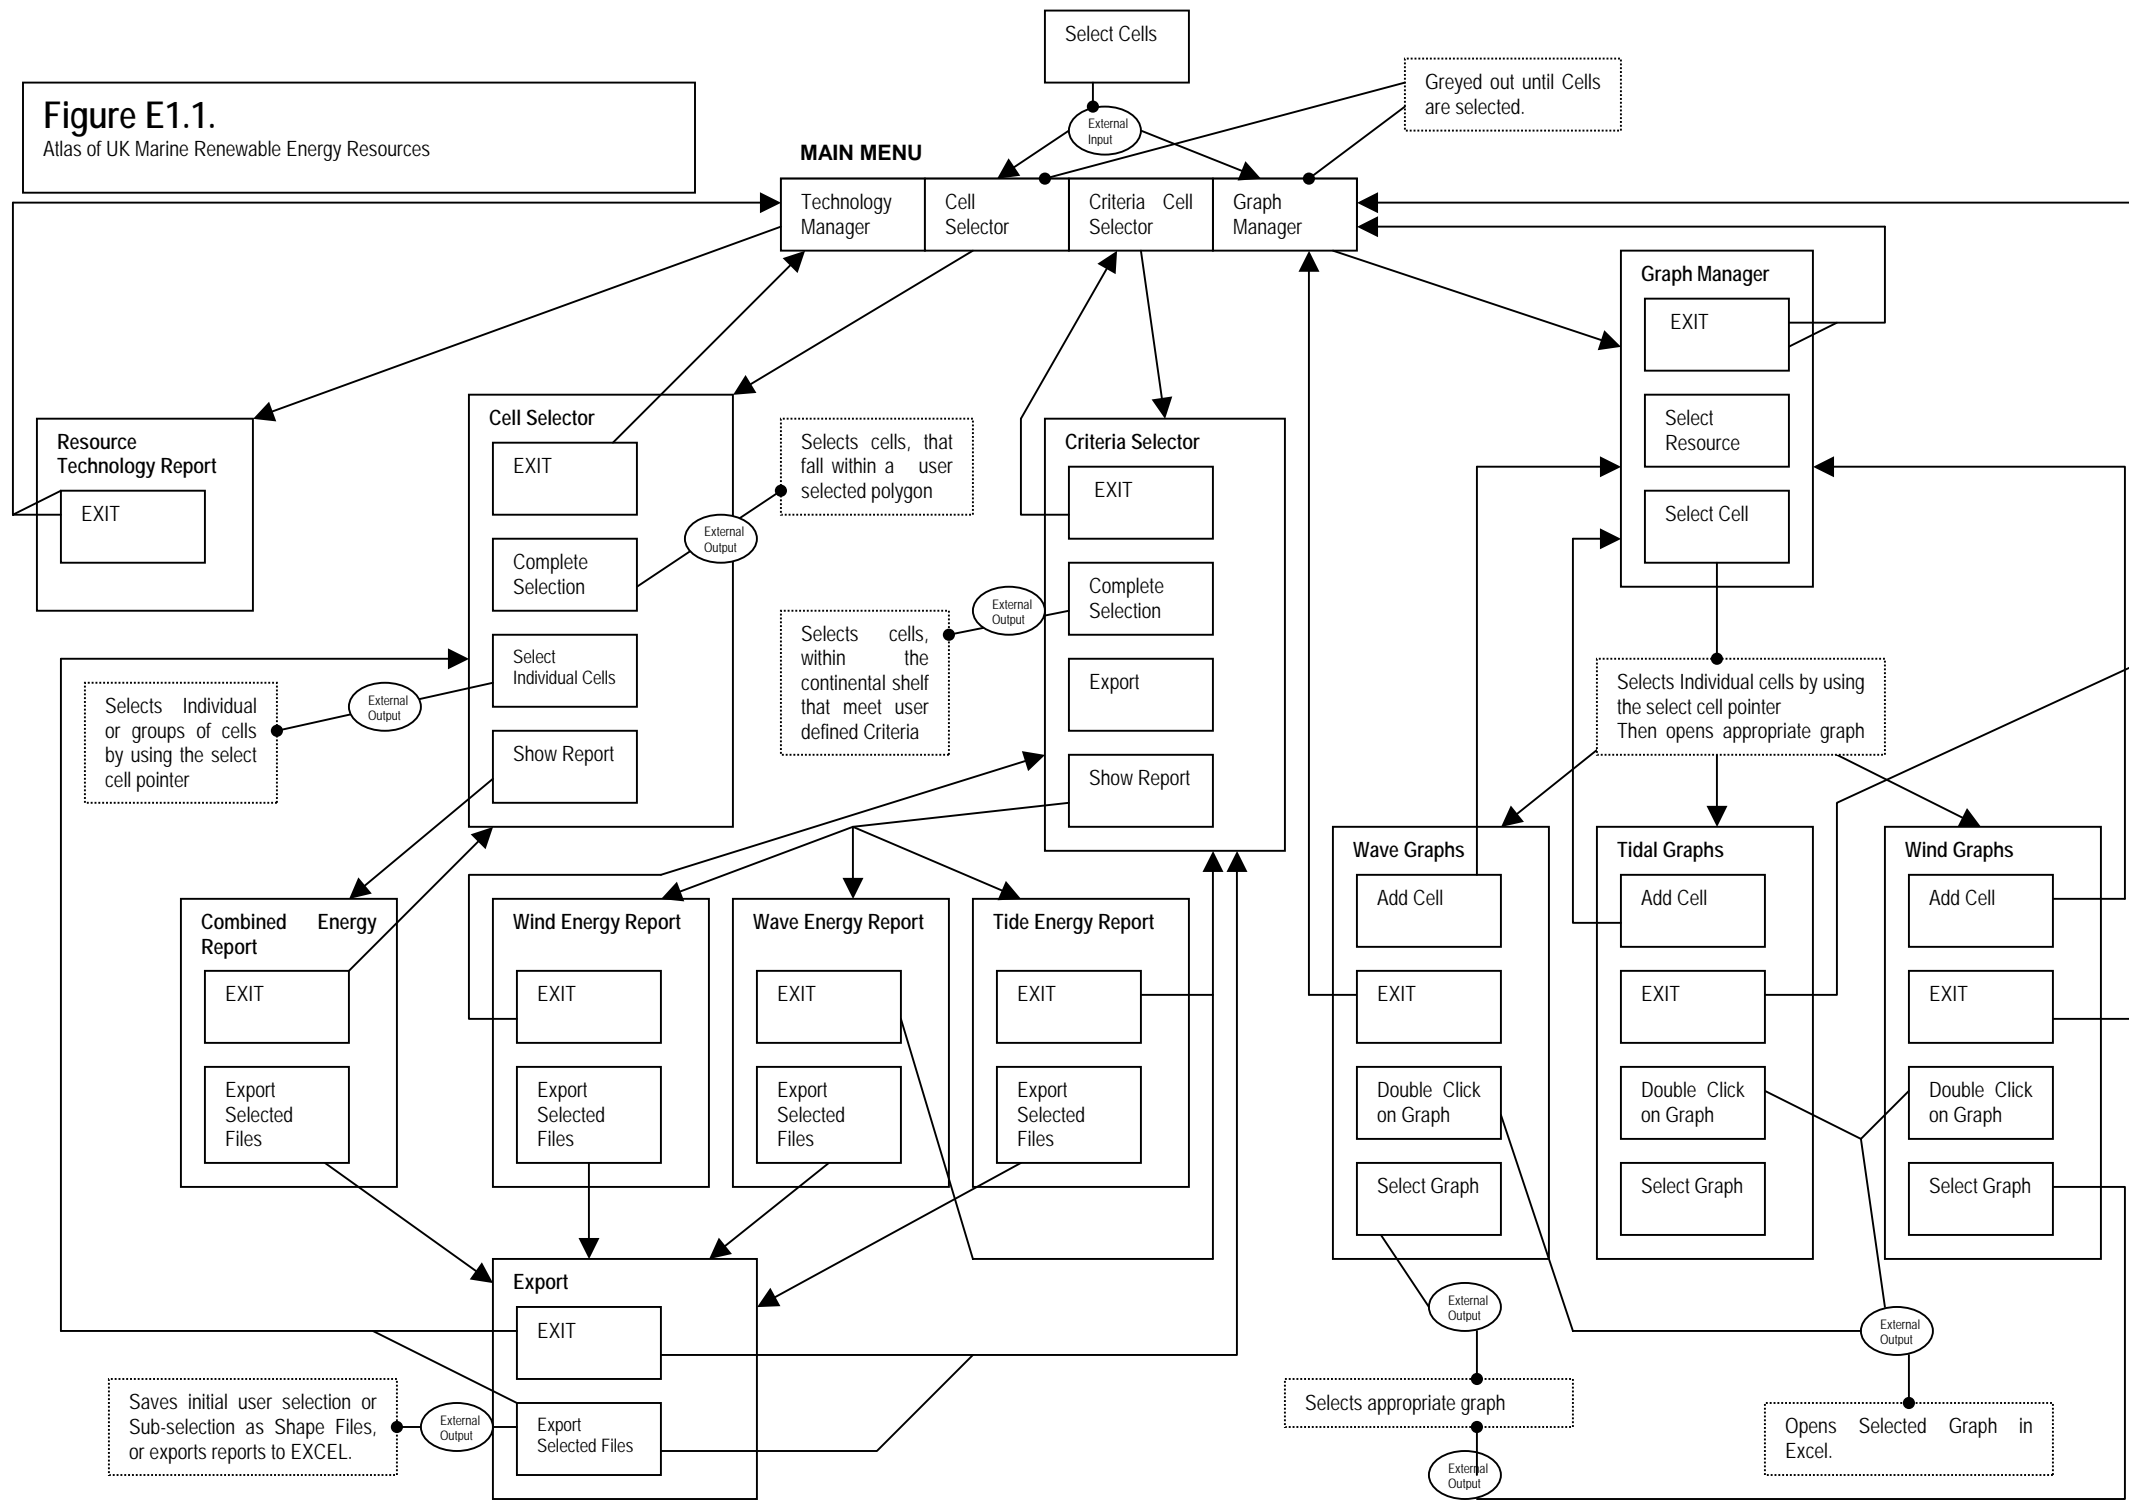 Select Cells
Greyed out until Cells
are selected.
Figure E1.1.
Atlas of UK Marine Renewable Energy Resources
External
Input
MAIN MENU
Technology
Manager
Cell
Selector
Criteria Cell
Selector
Graph
Manager
Graph Manager
EXIT
Select
Resource
Select Cell
Resource
Technology Report
EXIT
Cell Selector
EXIT
Complete
Selection
Select
Individual Cells
Show Report
External
Output
Selects cells, that
fall within a user
selected polygon
Criteria Selector
EXIT
Complete
Selection
Export
Show Report
External
Output
Selects cells,
within the
continental shelf
that meet user
defined Criteria
Selects Individual
or groups of cells
by using the select
cell pointer
External
Output
Selects Individual cells by using
the select cell pointer
Then opens appropriate graph
Combined Energy
Report
EXIT
Export
Selected
Files
Wind Energy Report
EXIT
Export
Selected
Files
Wave Energy Report
EXIT
Export
Selected
Files
Tide Energy Report
EXIT
Export
Selected
Files
Wave Graphs
Add Cell
EXIT
Double Click
on Graph
Select Graph
Tidal Graphs
Add Cell
EXIT
Double Click
on Graph
Select Graph
Wind Graphs
Add Cell
EXIT
Double Click
on Graph
Select Graph
Export
EXIT
Export
Selected Files
Saves initial user selection or
Sub-selection as Shape Files,
or exports reports to EXCEL.
External
Output
External
Output
Selects appropriate graph
External
Output
External
Output
Opens Selected Graph in
Excel.